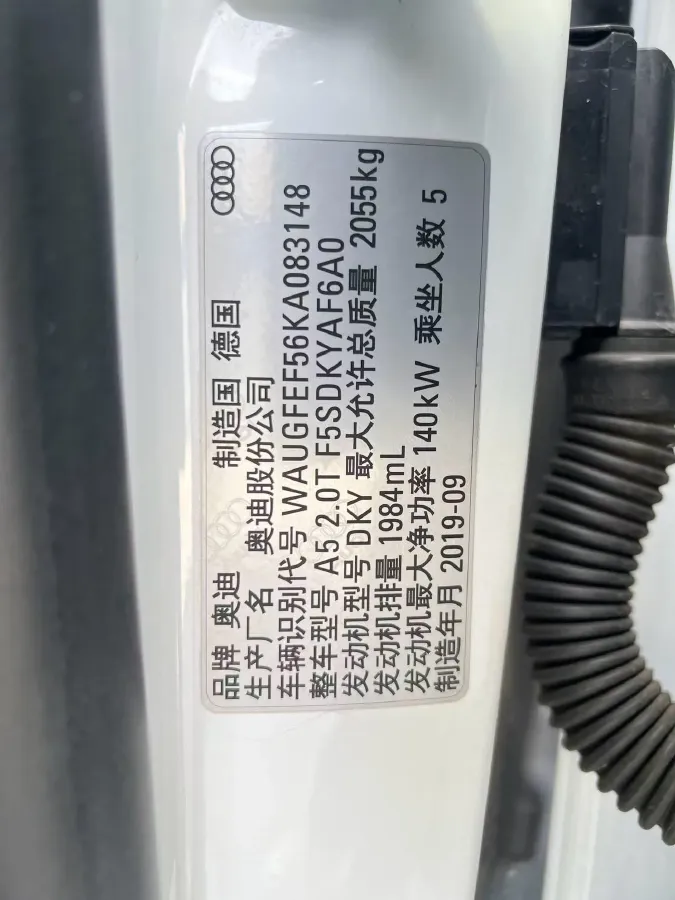 品牌 奥迪 制造国 德国
生产厂名 奥迪股份公司
车辆识别代号 WAUGFEF56KA083148
整车型号 A5 2.0T F5SDKYAF6A0
发动机型号 DKY 最大允许总质量 2055kg
发动机排量 1984mL
发动机最大净功率 140kW 乘坐人数 5
制造年月 2019-09